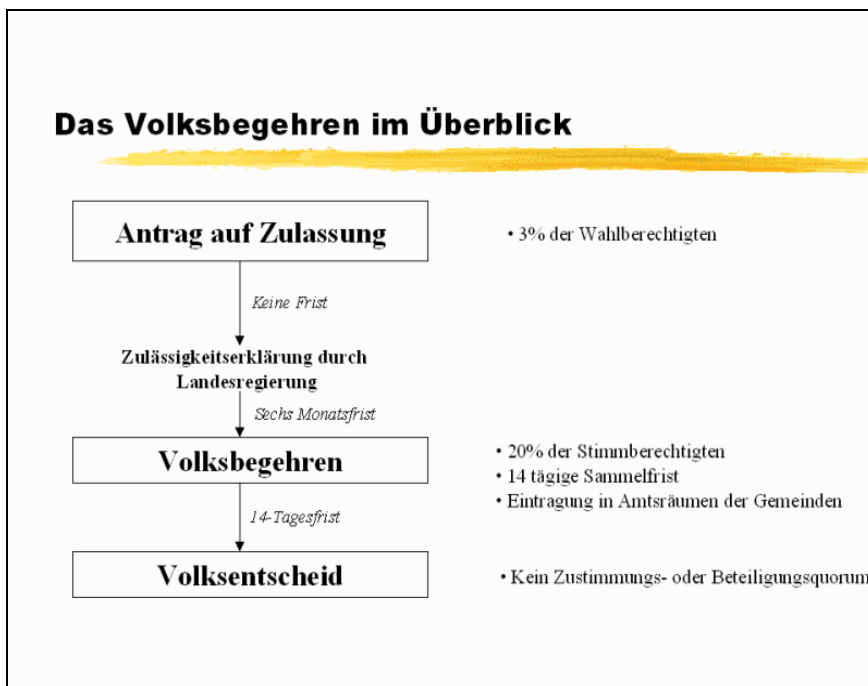 Das Volksbegehren im Überblick
Antrag auf Zulassung
• 3% der Wahlberechtigten
Keine Frist
Zulässigkeitserklärung durch
Landesregierung
Sechs Monatsfrist
Volksbegehren
• 20% der Stimmberechtigten
• 14 tägige Sammelfrist
• Eintragung in Amtsräumen der Gemeinden
14-Tagesfrist
Volksentscheid
• Kein Zustimmungs- oder Beteiligungsquorum